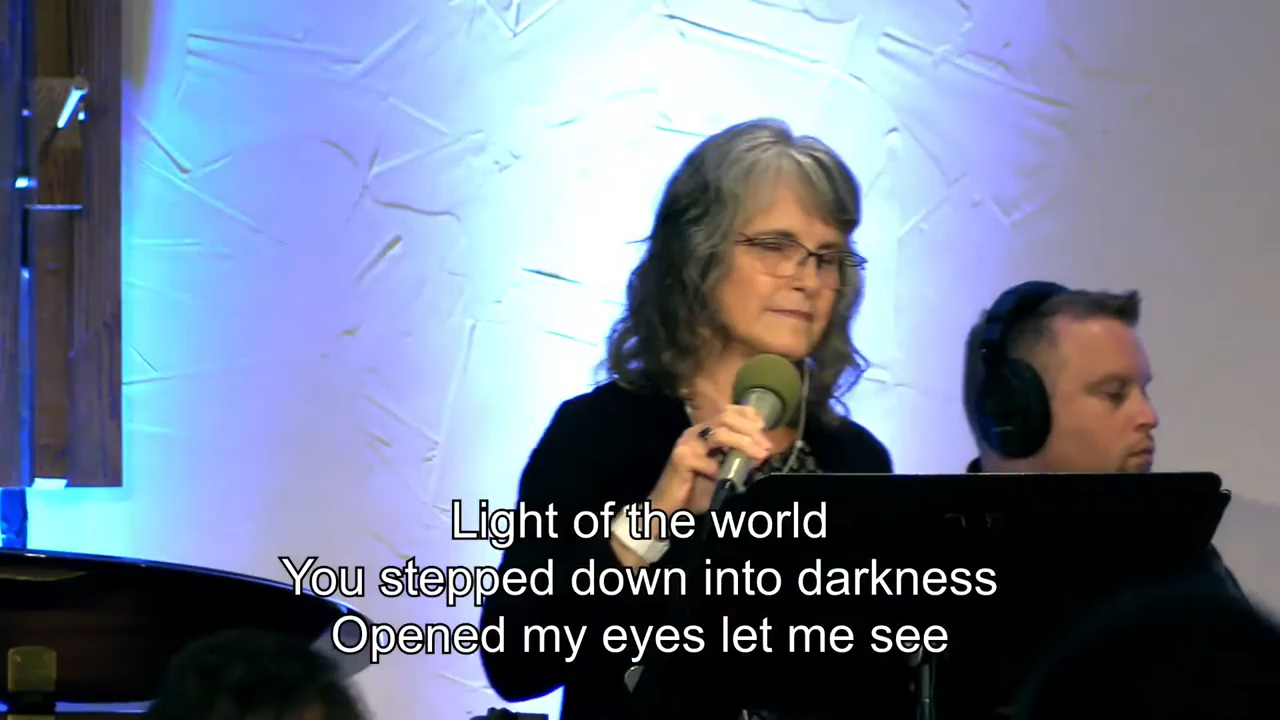 Light of the world
You stepped down into darkness
Opened my eyes let me see